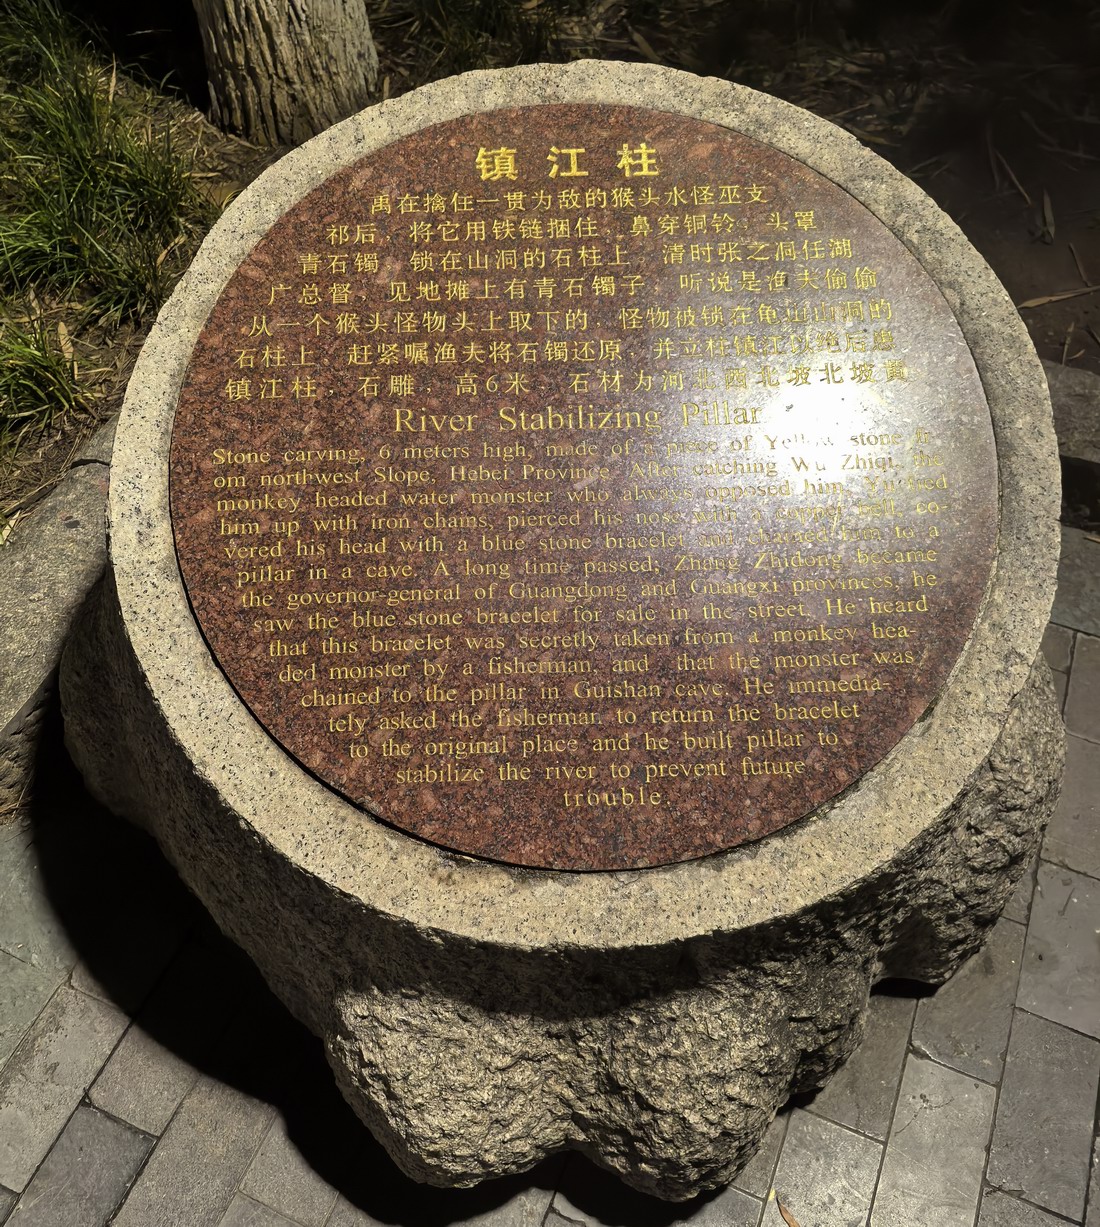 镇江柱
禹在擒住一贯为敌的猴头水怪巫支
祁后，将它用铁链捆住，鼻穿铜铃，头罩
青石镯，锁在山洞的石柱上，清时张之洞任湖
广总督，见地摊上有青石镯子，听说是渔夫偷偷
从一个猴头怪物头上取下的，怪物被锁在龟山山洞的
石柱上，赶紧嘱渔夫将石镯还原，并立柱镇江以绝后患
镇江柱，石雕，高6米，石材为河北西北坡北坡黄
River Stabilizing Pillar
Stone carving, 6 meters high, made of a piece of Yellow stone fr-
om northwest Slope, Hebei Province. After catching Wu Zhiqi, the
monkey headed water monster who always opposed him, Yu tied
him up with iron chains, pierced his nose with a copper bell, co-
vered his head with a blue stone bracelet and chained him to a
pillar in a cave. A long time passed; Zhang Zhidong became
the governor-general of Guangdong and Guangxi provinces, he
saw the blue stone bracelet for sale in the street. He heard
that this bracelet was secretly taken from a monkey hea-
ded monster by a fisherman, and that the monster was
chained to the pillar in Guishan cave. He immedia-
tely asked the fisherman to return the bracelet
to the original place and he built pillar to
stabilize the river to prevent future
trouble.